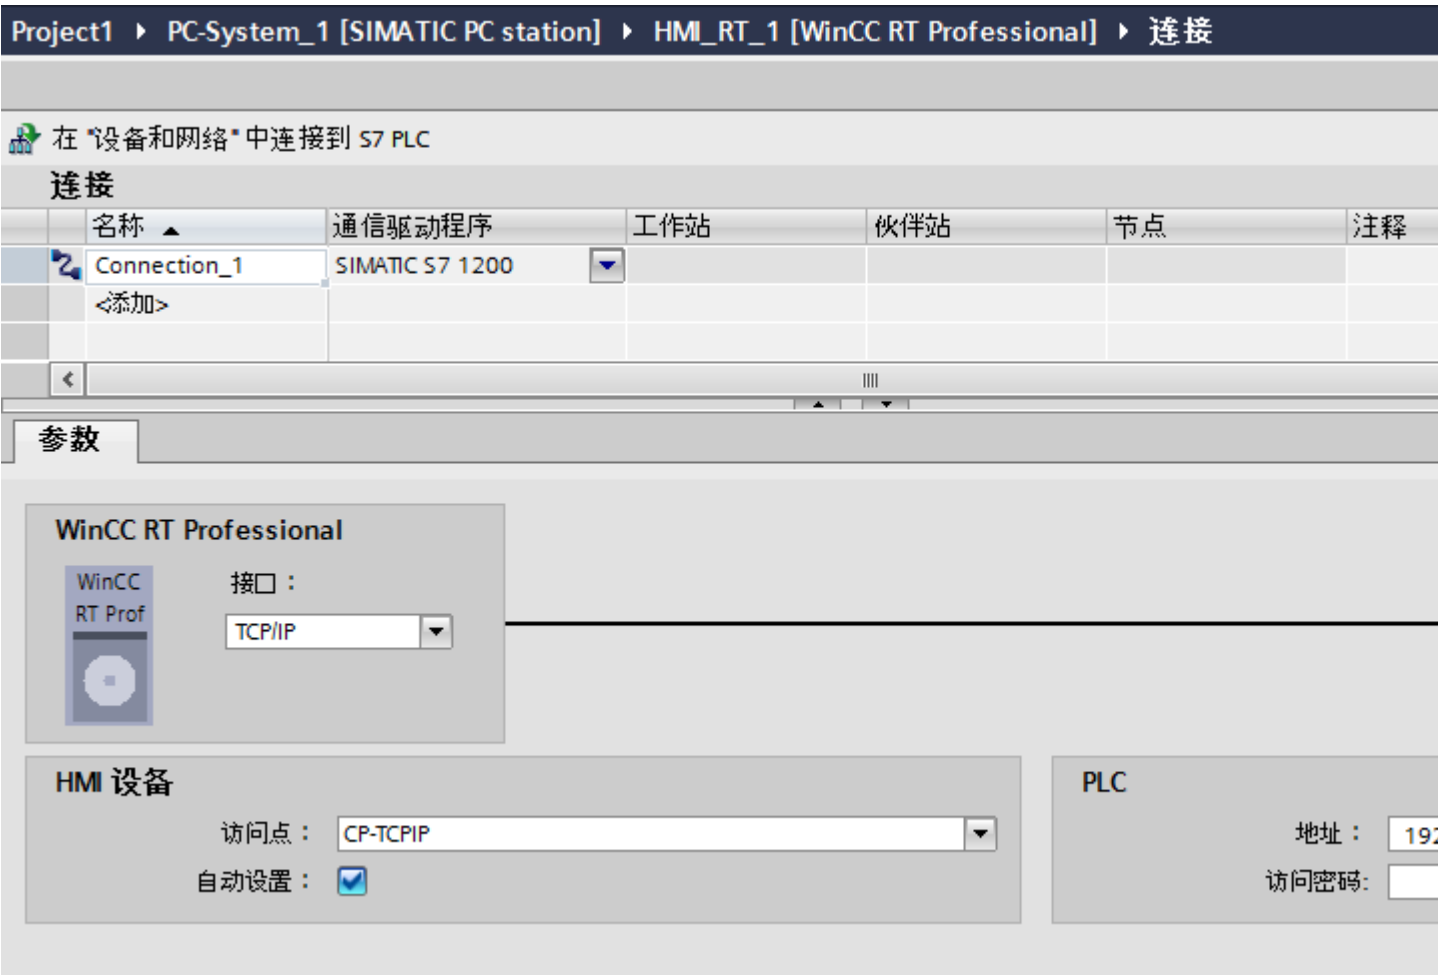 Project1 ▸ PC-System_1 [SIMATIC PC station] ▸ HMI_RT_1 [WinCC RT Professional] ▸ 连接
在 "设备和网络" 中连接到 S7 PLC
连接
名称 通信驱动程序 工作站 伙伴站 节点 注释
Connection_1 SIMATIC S7 1200
<添加>
参数
WinCC RT Professional
WinCC 接口：
RT Prof
TCP/IP
HMI 设备 PLC
访问点： CP-TCPIP 地址： 192
自动设置： 访问密码: